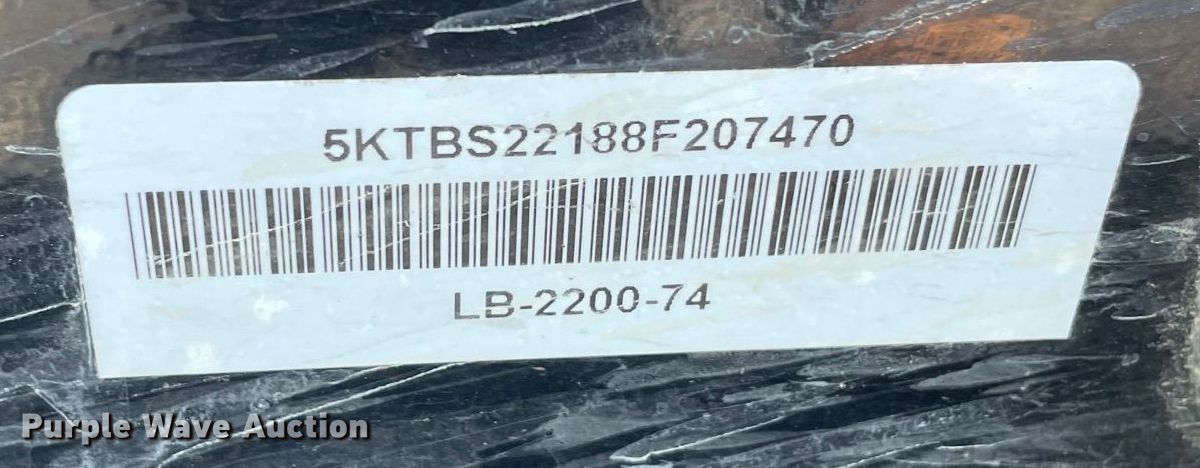 5KTBS22188F207470
LB-2200-74
Purple Wave Auction